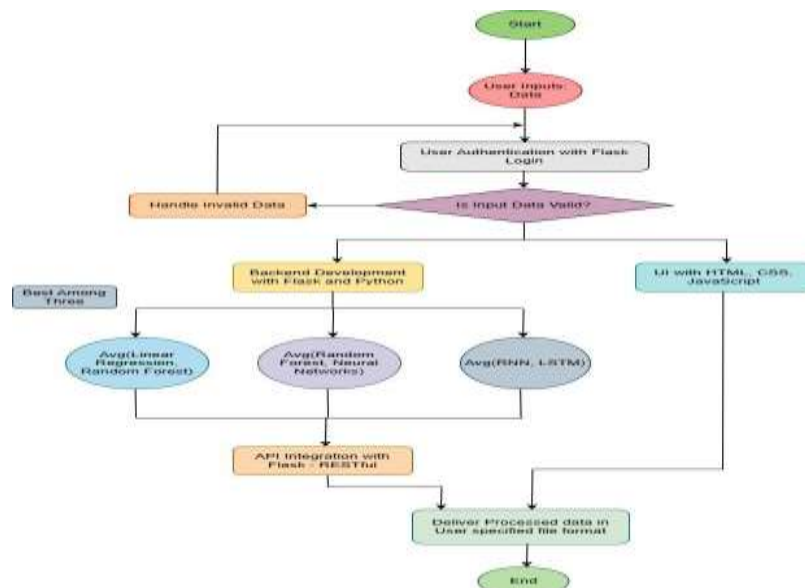 Start
User Inputs:
Data
User Authentication with Flask
Login
Handle Invalid Data
Is Input Data Valid?
Backend Development
with Flask and Python
UI with HTML, CSS,
JavaScript
Best Among
Three
Avg(Linear
Regression,
Random Forest)
Avg(Random
Forest, Neural
Networks)
Avg(RNN, LSTM)
API Integration with
Flask - RESTful
Deliver Processed data in
User specified file format
End